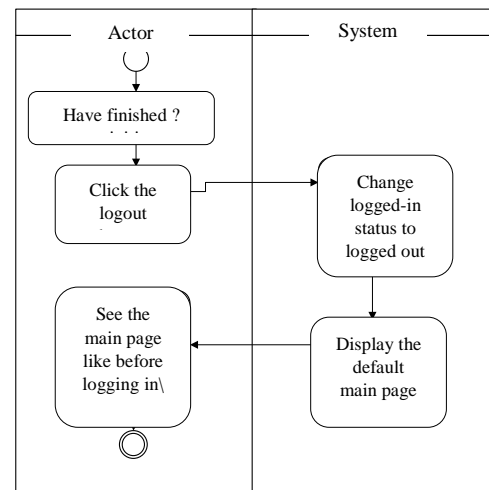 Actor
System
Have finished ?
Click the
logout
Change
logged-in
status to
logged out
Display the
default
main page
See the
main page
like before
logging in\